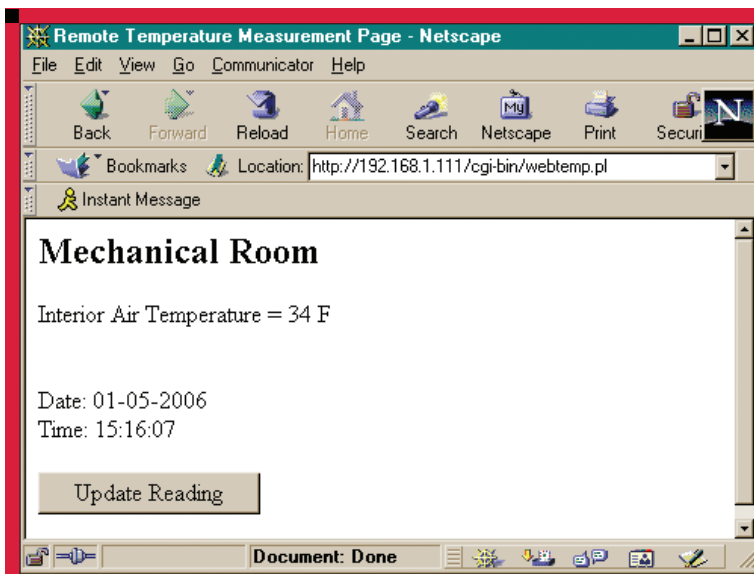 Remote Temperature Measurement Page - Netscape
File Edit View Go Communicator Help
Back Forward Reload Home Search Netscape Print Securi
My
N
Bookmarks Location: http://192.168.1.111/cgi-bin/webtemp.pl
Instant Message
Mechanical Room
Interior Air Temperature = 34 F
Date: 01-05-2006
Time: 15:16:07
Update Reading
Document: Done